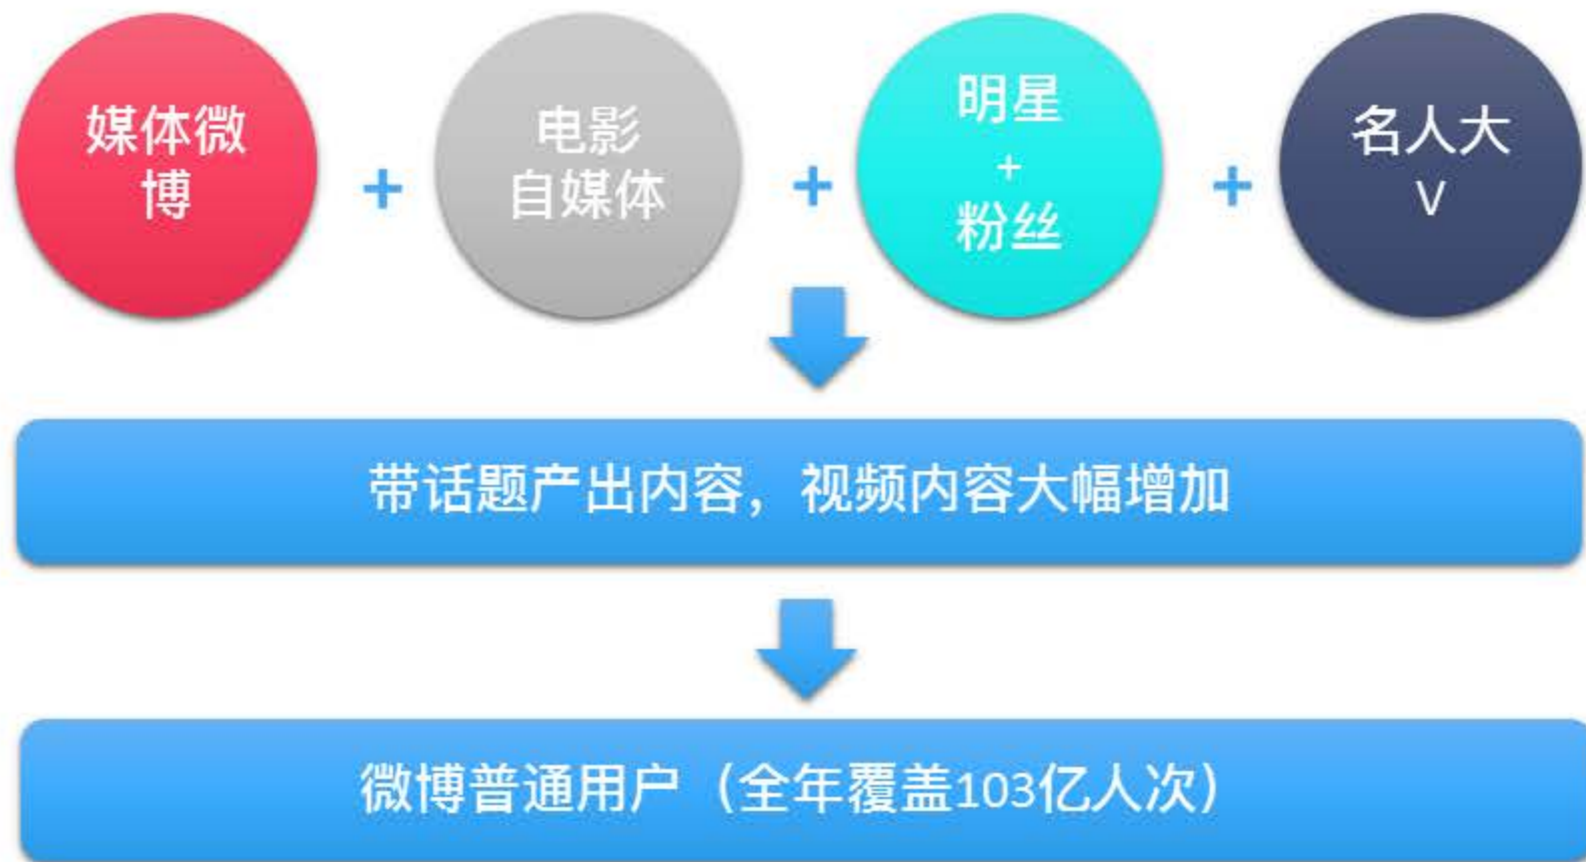 媒体微
博
+
电影
自媒体
+
明星
+
粉丝
+
名人大
V
带话题产出内容，视频内容大幅增加
微博普通用户（全年覆盖103亿人次）